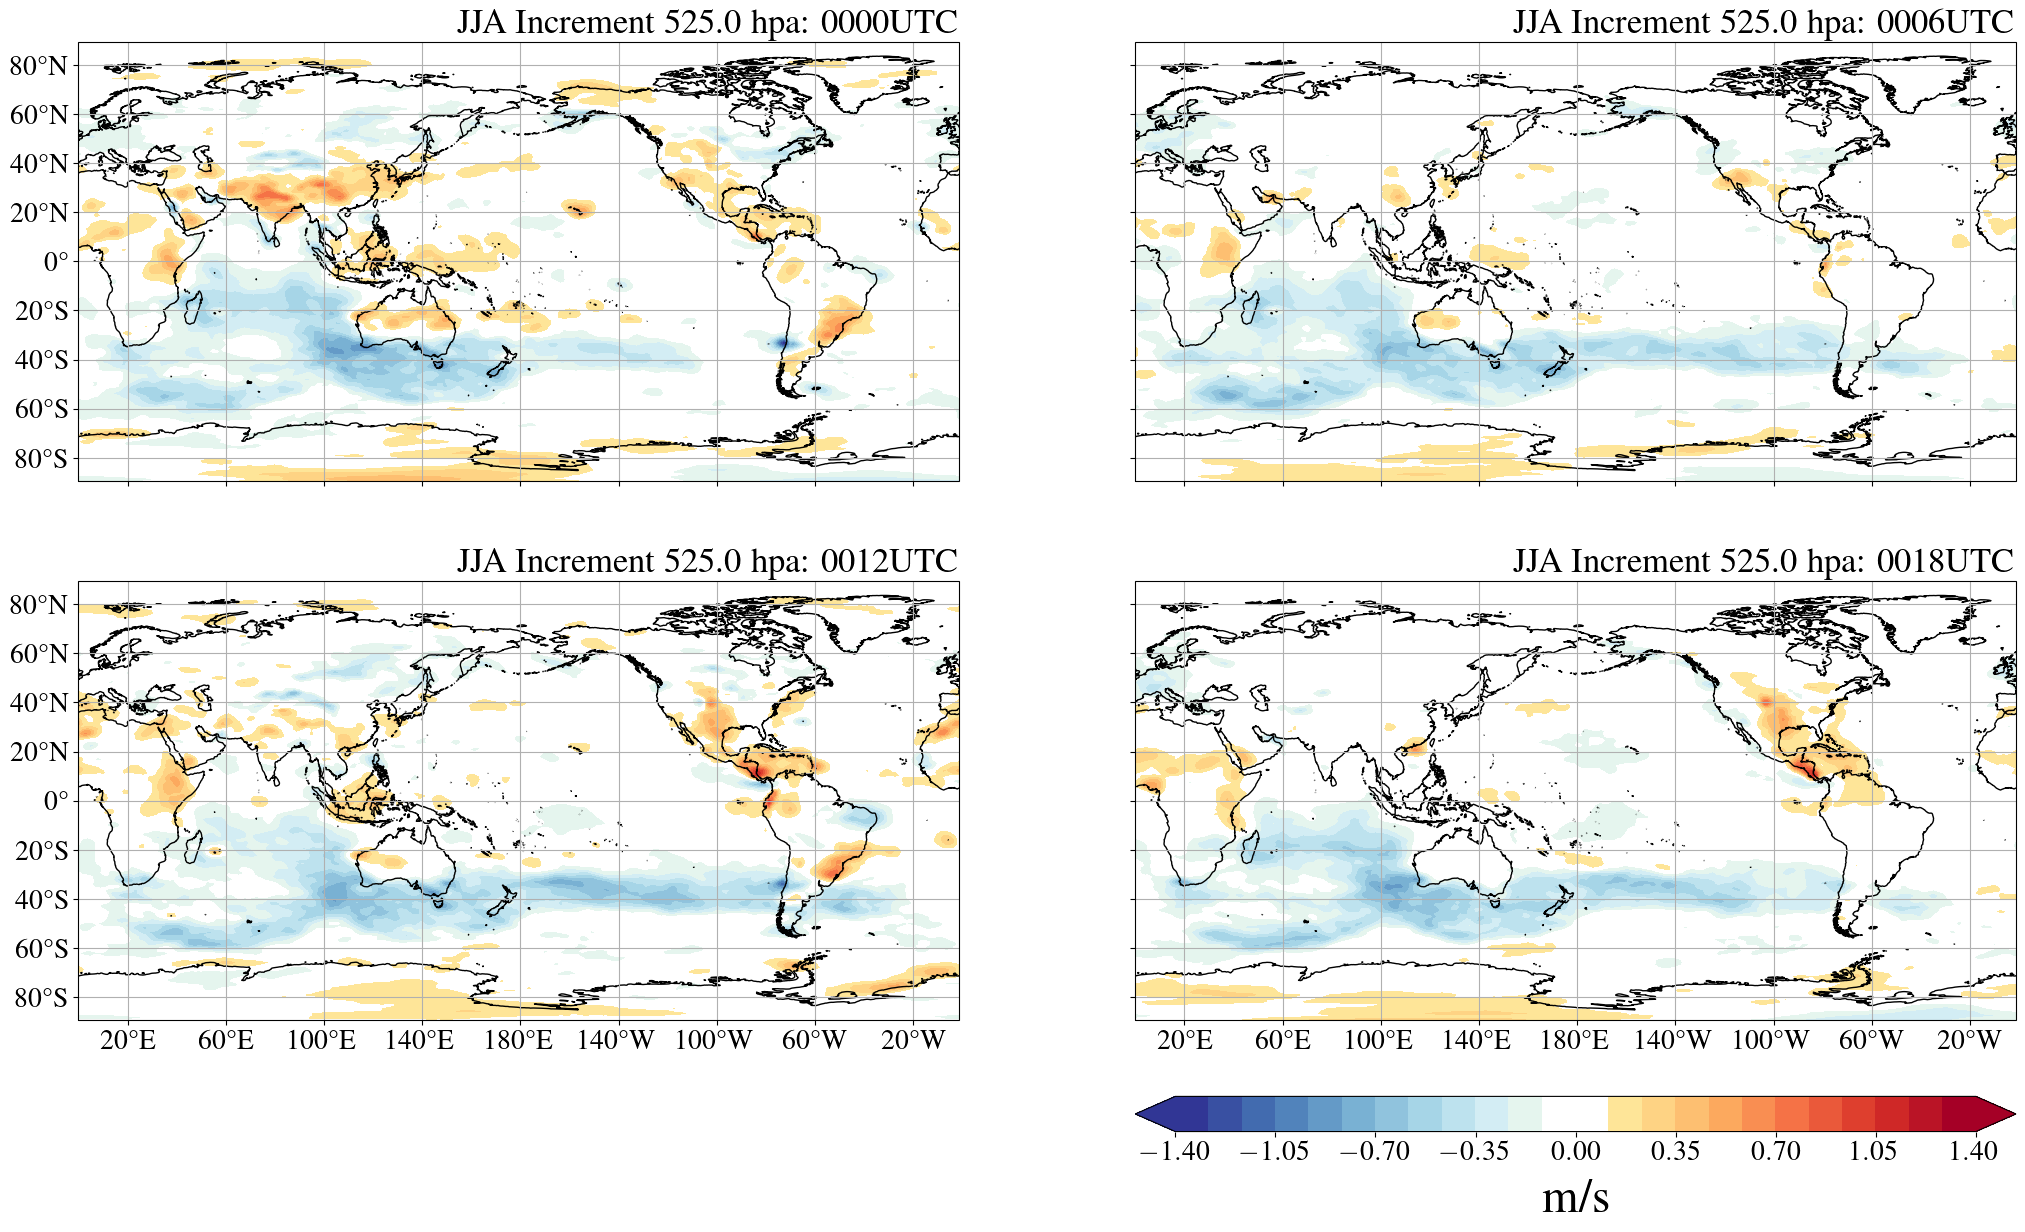 JJA Increment 525.0 hpa: 0000UTC
JJA Increment 525.0 hpa: 0006UTC
80°N
60°N
40°N
20°N
0°
20°S
40°S
60°S
80°S
JJA Increment 525.0 hpa: 0012UTC
JJA Increment 525.0 hpa: 0018UTC
80°N
60°N
40°N
20°N
0°
20°S
40°S
60°S
80°S
20°E 60°E 100°E 140°E 180°E 140°W 100°W 60°W 20°W
20°E 60°E 100°E 140°E 180°E 140°W 100°W 60°W 20°W
−1.40 −1.05 −0.70 −0.35 0.00 0.35 0.70 1.05 1.40
m/s